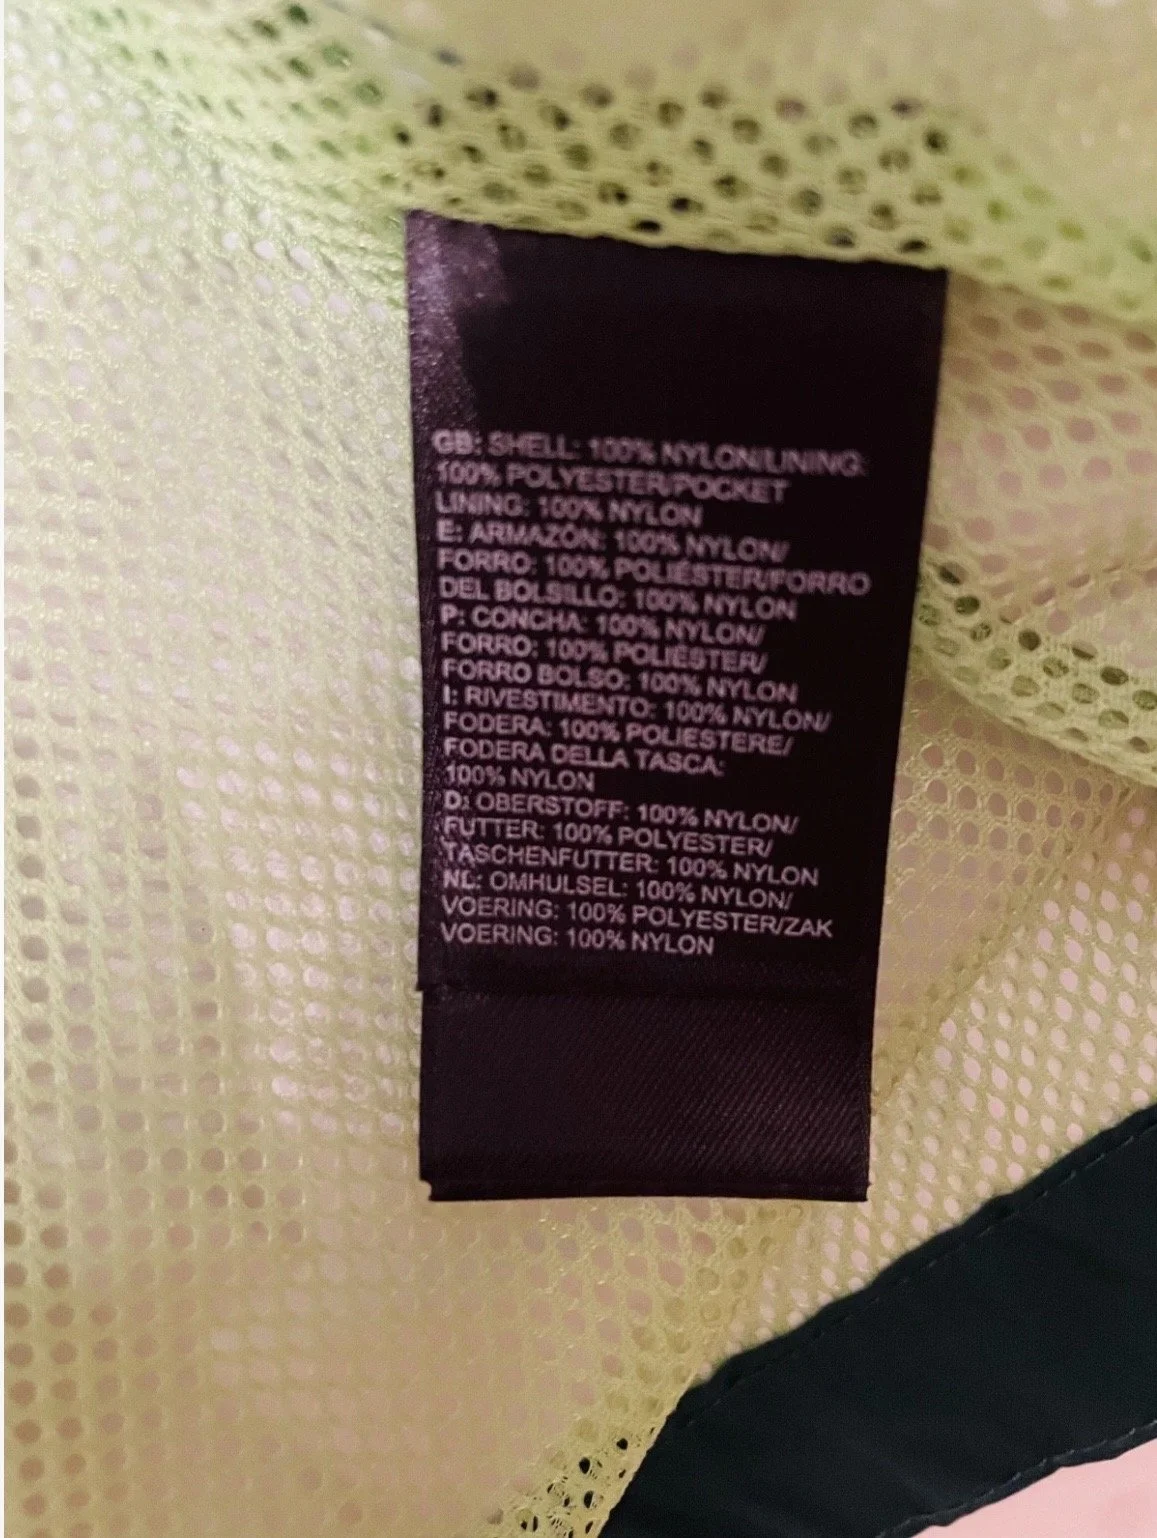 GB: SHELL: 100% NYLON/LINING:
100% POLYESTER/POCKET
LINING: 100% NYLON
E: ARMAZÓN: 100% NYLON/
FORRO: 100% POLIÉSTER/FORRO
DEL BOLSILLO: 100% NYLON
P: CONCHA: 100% NYLON/
FORRO: 100% POLIÉSTER/
FORRO BOLSO: 100% NYLON
I: RIVESTIMENTO: 100% NYLON/
FODERA: 100% POLIESTERE/
FODERA DELLA TASCA:
100% NYLON
D: OBERSTOFF: 100% NYLON/
FUTTER: 100% POLYESTER/
TASCHENFUTTER: 100% NYLON
NL: OMHULSEL: 100% NYLON/
VOERING: 100% POLYESTER/ZAK
VOERING: 100% NYLON